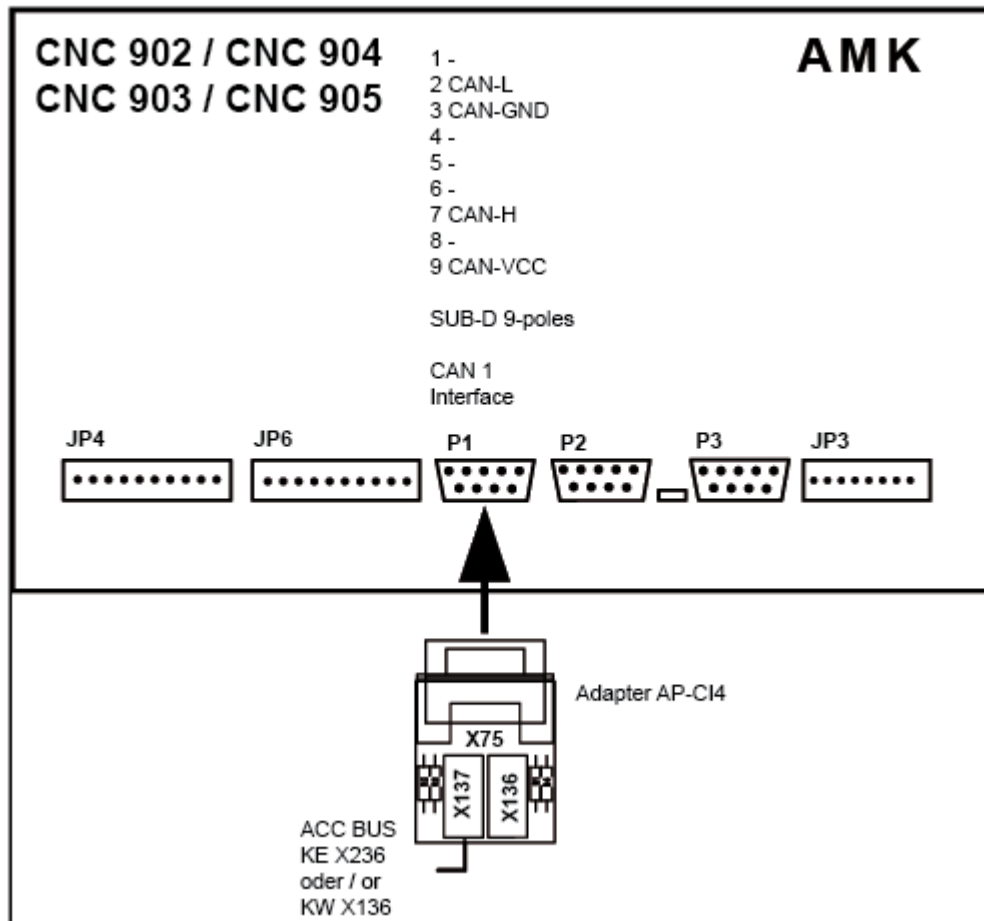 CNC 902 / CNC 904
CNC 903 / CNC 905
AMK
1 -
2 CAN-L
3 CAN-GND
4 -
5 -
6 -
7 CAN-H
8 -
9 CAN-VCC
SUB-D 9-poles
CAN 1
Interface
JP4
JP6
P1
P2
P3
JP3
Adapter AP-CI4
X75
X137
X136
ACC BUS
KE X236
oder / or
KW X136